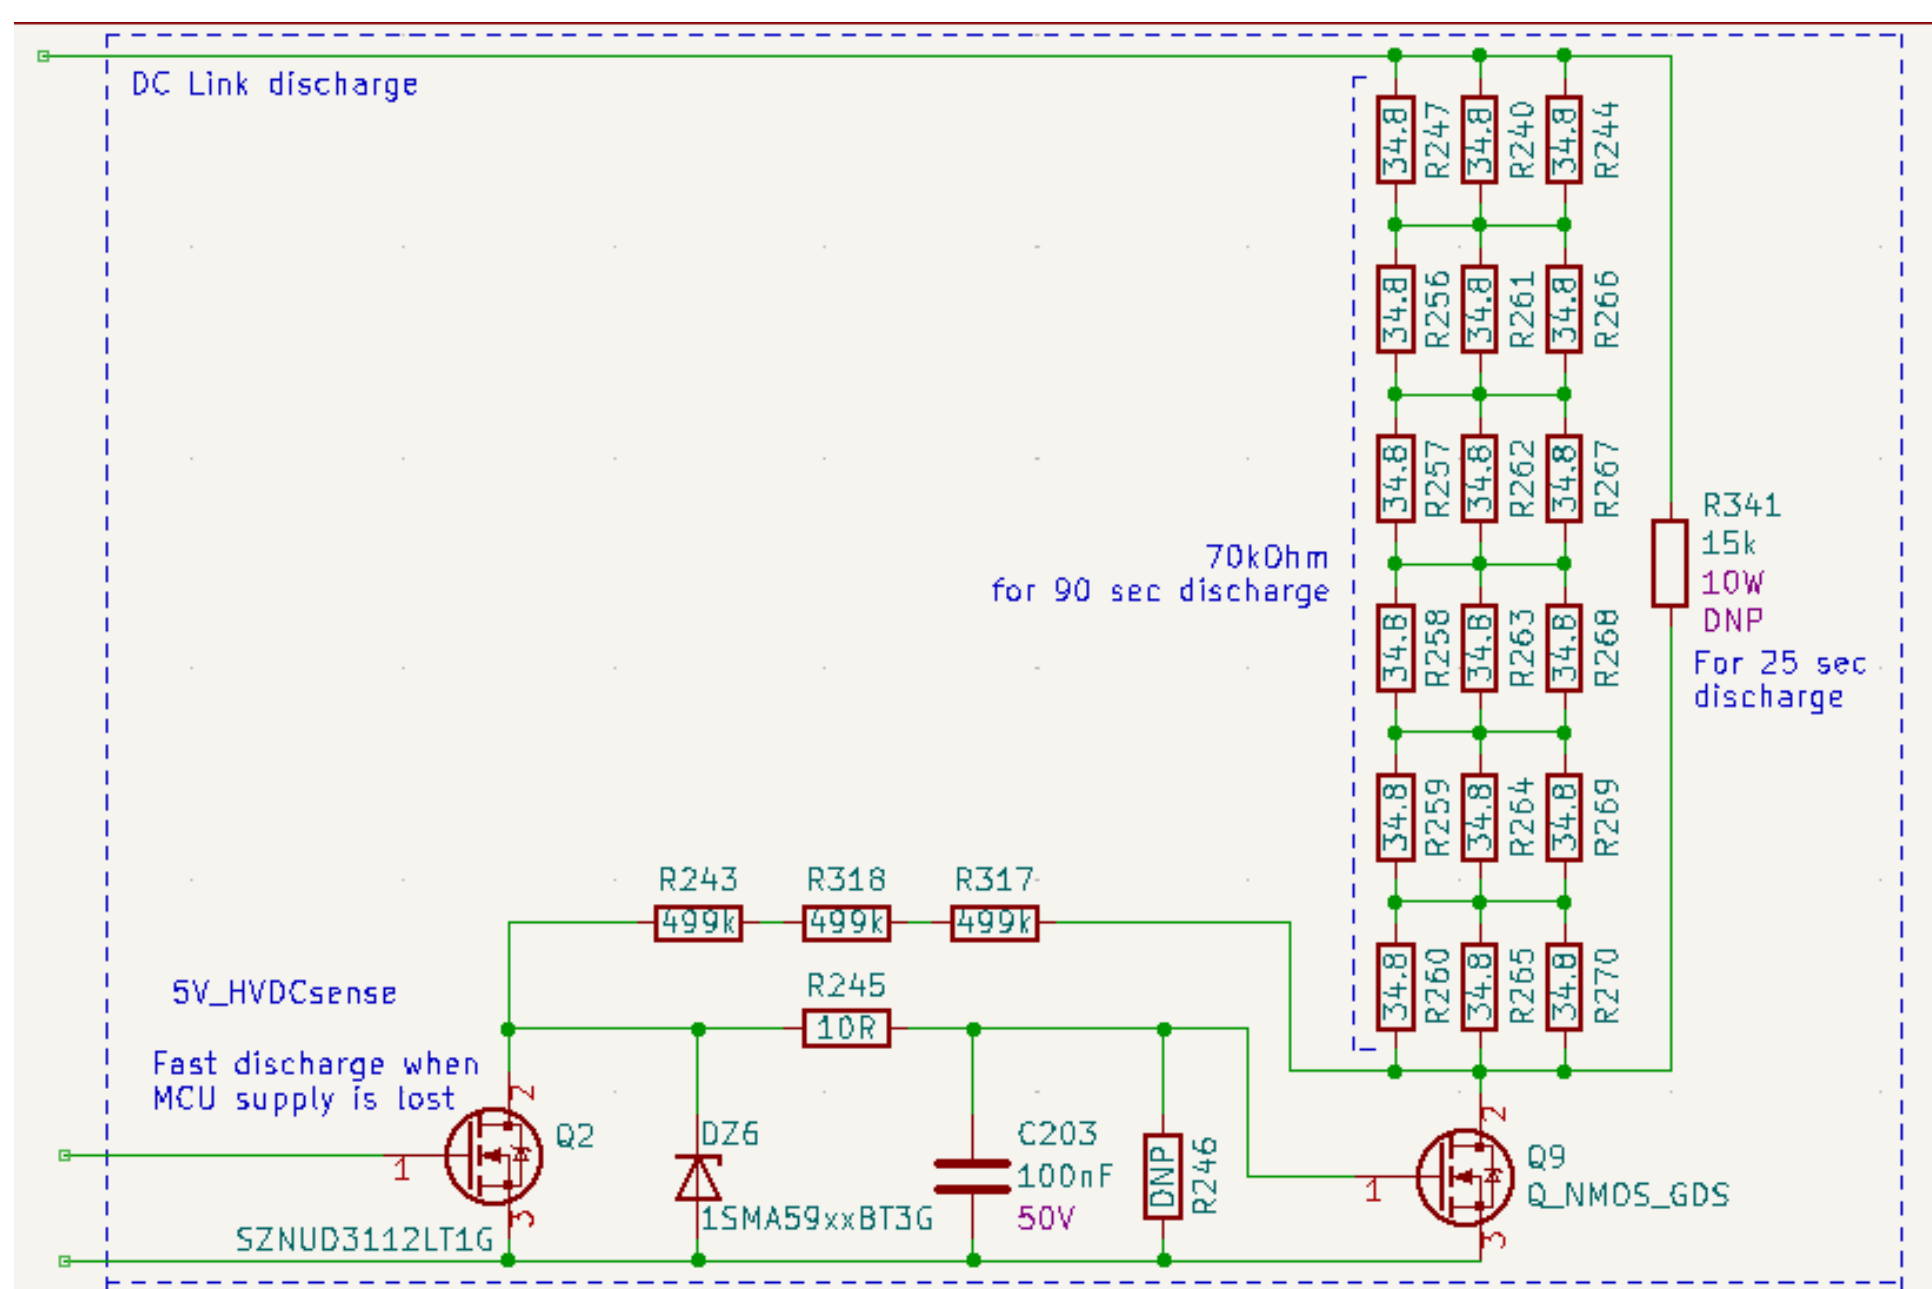 DC Link discharge
34.8
R247
34.8
R240
34.8
R244
34.8
R256
34.8
R261
34.8
R266
34.8
R257
34.8
R262
34.8
R267
70kOhm
for 90 sec discharge
R341
15k
10W
DNP
For 25 sec
discharge
34.8
R258
34.8
R263
34.8
R268
34.8
R259
34.8
R264
34.8
R269
R243
499k
R318
499k
R317
499k
34.8
R260
34.8
R265
34.8
R270
5V_HVDCsense
R245
10R
Fast discharge when
MCU supply is lost
2
Q2
1
3
SZNUD3112LT1G
DZ6
1SMA59xxBT3G
C203
100nF
50V
DNP
R246
2
Q9
Q_NMOS_GDS
1
3